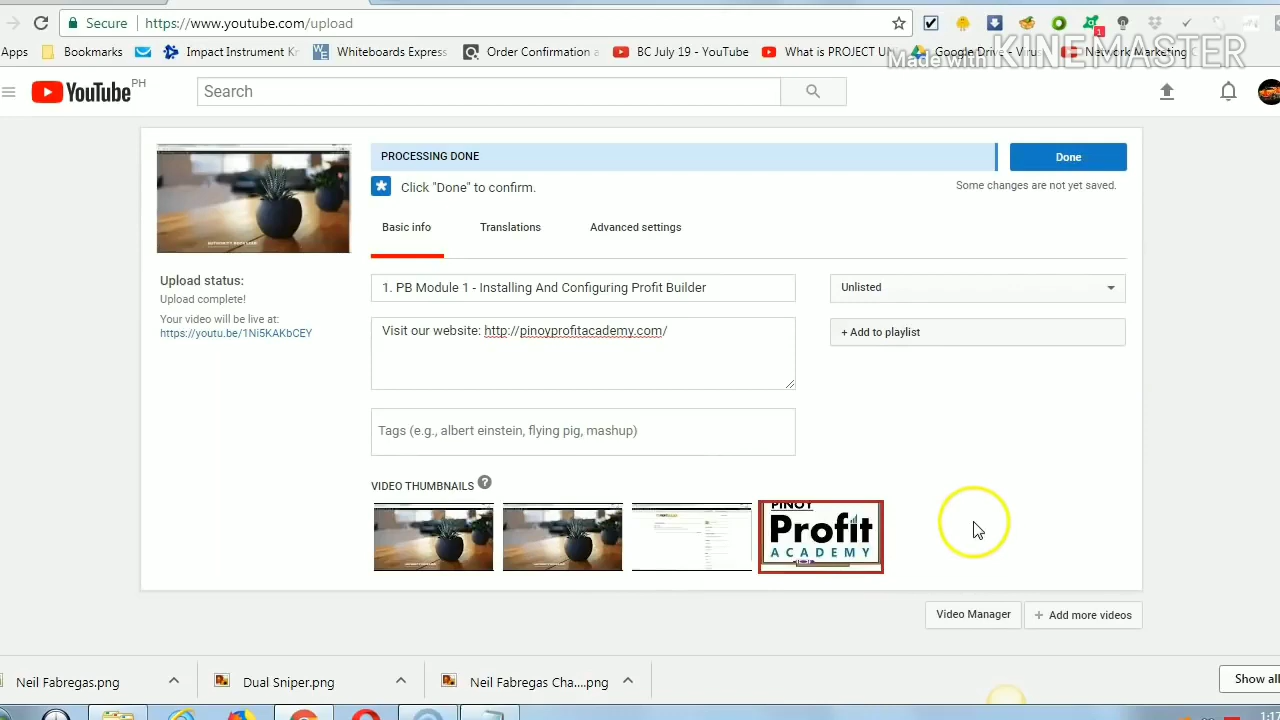 Secure https://www.youtube.com/upload
Apps Bookmarks Impact Instrument Kr Whiteboards Express Order Confirmation a BC July 19 - YouTube What is PROJECT UN Google Drive - Virus Network Marketing
Made with KINEMASTER
YouTube PH Search
PROCESSING DONE Done
Click "Done" to confirm. Some changes are not yet saved.
Basic info Translations Advanced settings
Upload status:
Upload complete!
Your video will be live at:
https://youtu.be/1Ni5KAKbCEY
1. PB Module 1 - Installing And Configuring Profit Builder
Unlisted
Visit our website: http://pinoyprofitacademy.com/
+ Add to playlist
Tags (e.g., albert einstein, flying pig, mashup)
VIDEO THUMBNAILS ?
PINOY
Profit
ACADEMY
Video Manager + Add more videos
Neil Fabregas.png Dual Sniper.png Neil Fabregas Cha....png Show all